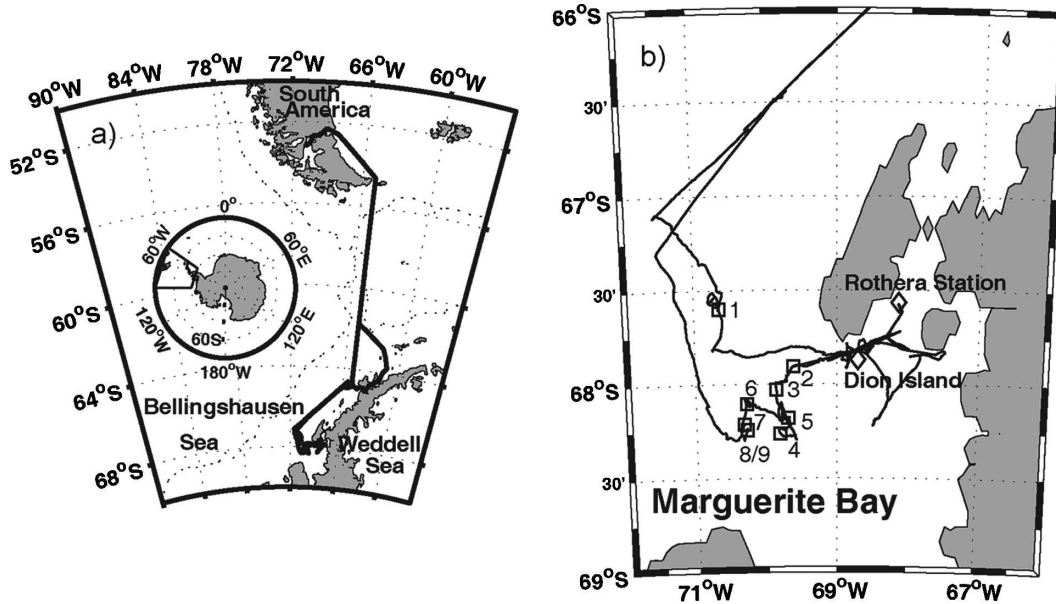 a)
90°W
84°W
78°W
72°W
66°W
60°W
52°S
56°S
60°S
64°S
68°S
South
America
0°
60°W
60°E
120°W
120°E
60S
180°W
Bellingshausen
Sea
Weddell
Sea
b)
66°S
30'
67°S
30'
68°S
30'
69°S
71°W
69°W
67°W
1
Rothera Station
Dion Island
2
3
6
7
5
4
8/9
Marguerite Bay